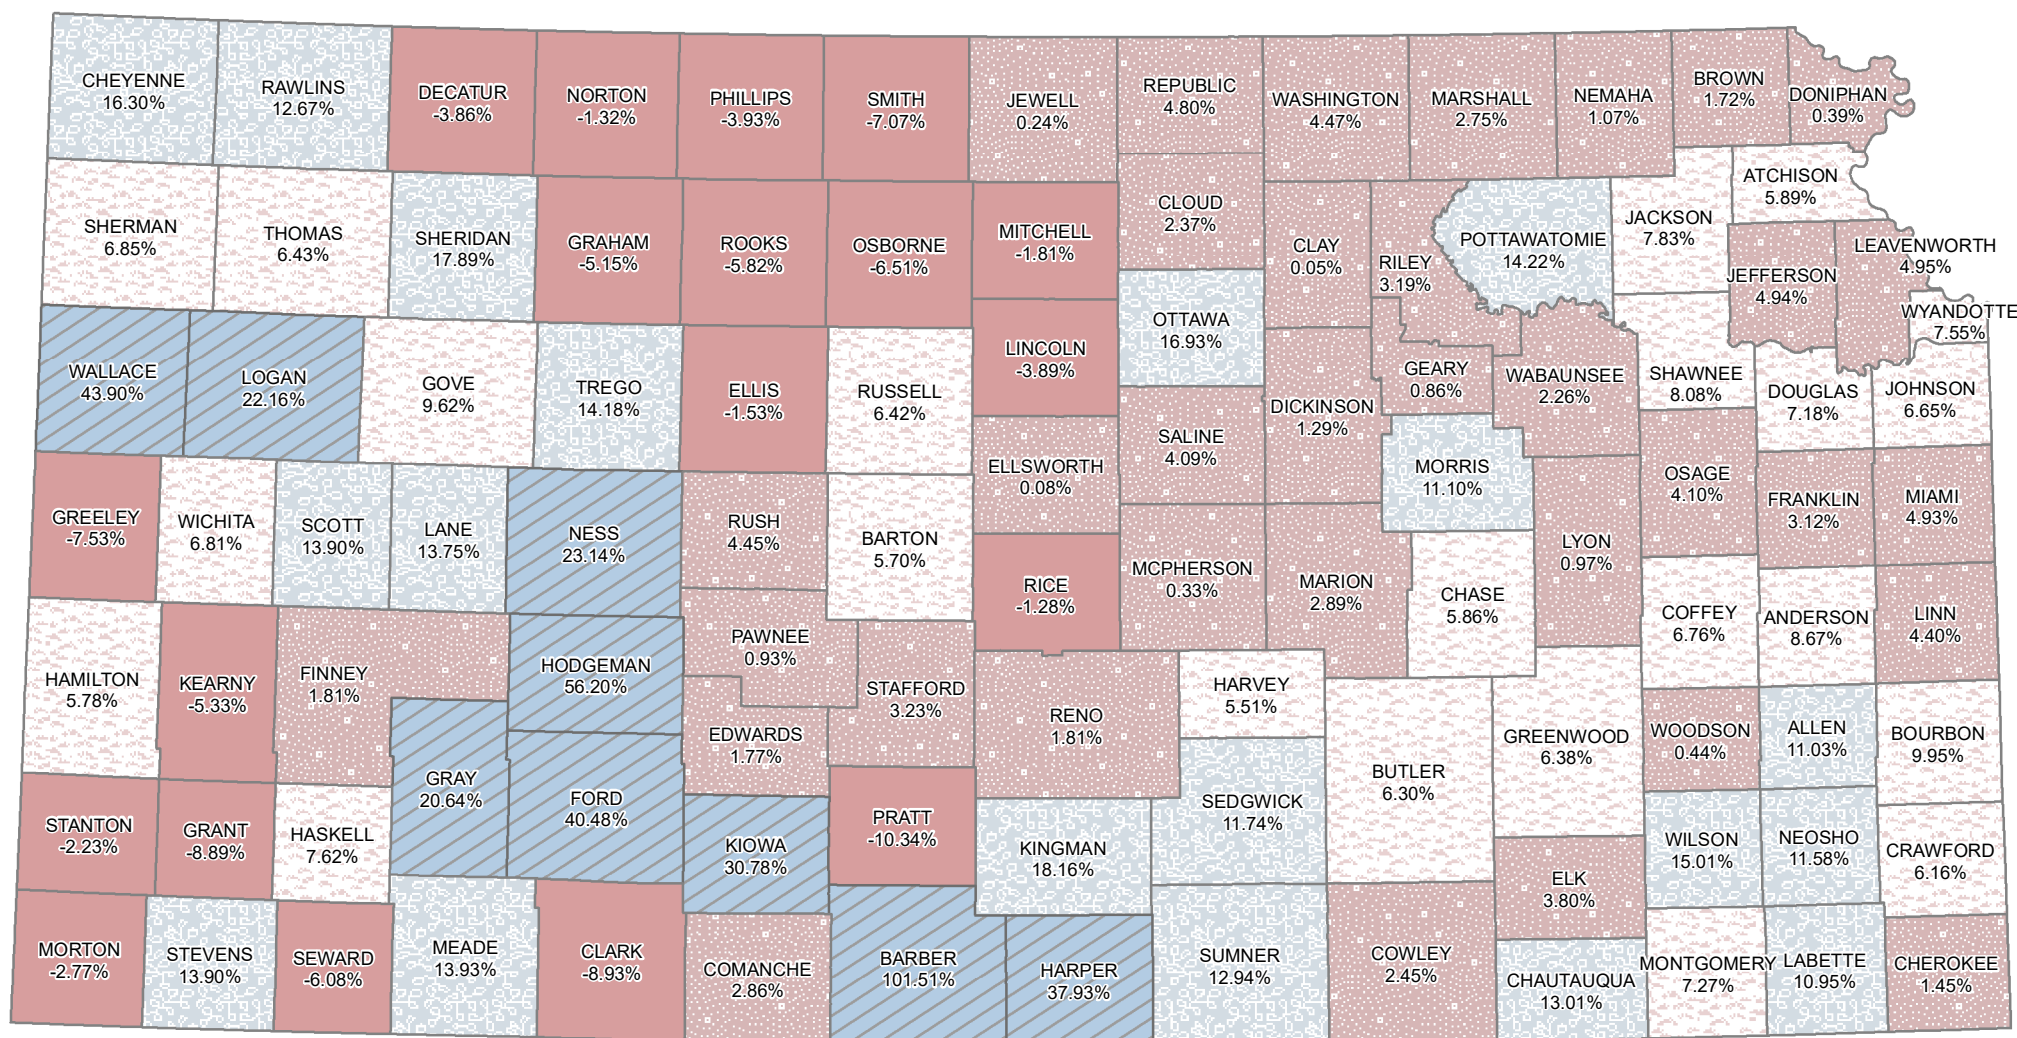 CHEYENNE
16.30%
RAWLINS
12.67%
DECATUR
-3.86%
NORTON
-1.32%
PHILLIPS
-3.93%
SMITH
-7.07%
JEWELL
0.24%
REPUBLIC
4.80%
WASHINGTON
4.47%
MARSHALL
2.75%
NEMAHA
1.07%
BROWN
1.72%
DONIPHAN
0.39%
SHERMAN
6.85%
THOMAS
6.43%
SHERIDAN
17.89%
GRAHAM
-5.15%
ROOKS
-5.82%
OSBORNE
-6.51%
MITCHELL
-1.81%
CLOUD
2.37%
CLAY
0.05%
RILEY
3.19%
POTTAWATOMIE
14.22%
JACKSON
7.83%
ATCHISON
5.89%
JEFFERSON
4.94%
LEAVENWORTH
4.95%
WYANDOTTE
7.55%
WALLACE
43.90%
LOGAN
22.16%
GOVE
9.62%
TREGO
14.18%
ELLIS
-1.53%
RUSSELL
6.42%
LINCOLN
-3.89%
OTTAWA
16.93%
DICKINSON
1.29%
GEARY
0.86%
WABAUNSEE
2.26%
SHAWNEE
8.08%
DOUGLAS
7.18%
JOHNSON
6.65%
GREELEY
-7.53%
WICHITA
6.81%
SCOTT
13.90%
LANE
13.75%
NESS
23.14%
RUSH
4.45%
BARTON
5.70%
ELLSWORTH
0.08%
SALINE
4.09%
MORRIS
11.10%
LYON
0.97%
OSAGE
4.10%
FRANKLIN
3.12%
MIAMI
4.93%
RICE
-1.28%
MCPHERSON
0.33%
MARION
2.89%
CHASE
5.86%
COFFEY
6.76%
ANDERSON
8.67%
LINN
4.40%
HAMILTON
5.78%
KEARNY
-5.33%
FINNEY
1.81%
HODGEMAN
56.20%
PAWNEE
0.93%
STAFFORD
3.23%
EDWARDS
1.77%
RENO
1.81%
HARVEY
5.51%
BUTLER
6.30%
GREENWOOD
6.38%
WOODSON
0.44%
ALLEN
11.03%
BOURBON
9.95%
STANTON
-2.23%
GRANT
-8.89%
HASKELL
7.62%
GRAY
20.64%
FORD
40.48%
KIOWA
30.78%
PRATT
-10.34%
KINGMAN
18.16%
SEDGWICK
11.74%
ELK
3.80%
WILSON
15.01%
NEOSHO
11.58%
CRAWFORD
6.16%
MORTON
-2.77%
STEVENS
13.90%
SEWARD
-6.08%
MEADE
13.93%
CLARK
-8.93%
COMANCHE
2.86%
BARBER
101.51%
HARPER
37.93%
SUMNER
12.94%
COWLEY
2.45%
CHAUTAUQUA
13.01%
MONTGOMERY
7.27%
LABETTE
10.95%
CHEROKEE
1.45%